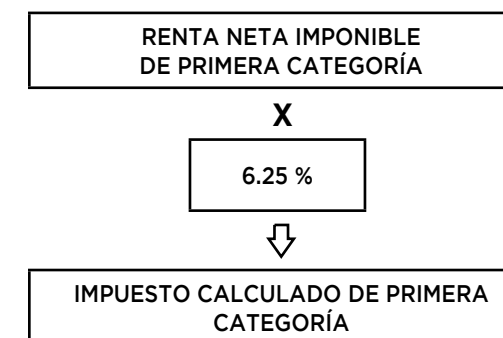 RENTA NETA IMPONIBLE
DE PRIMERA CATEGORÍA
X
6.25 %
IMPUESTO CALCULADO DE PRIMERA
CATEGORÍA